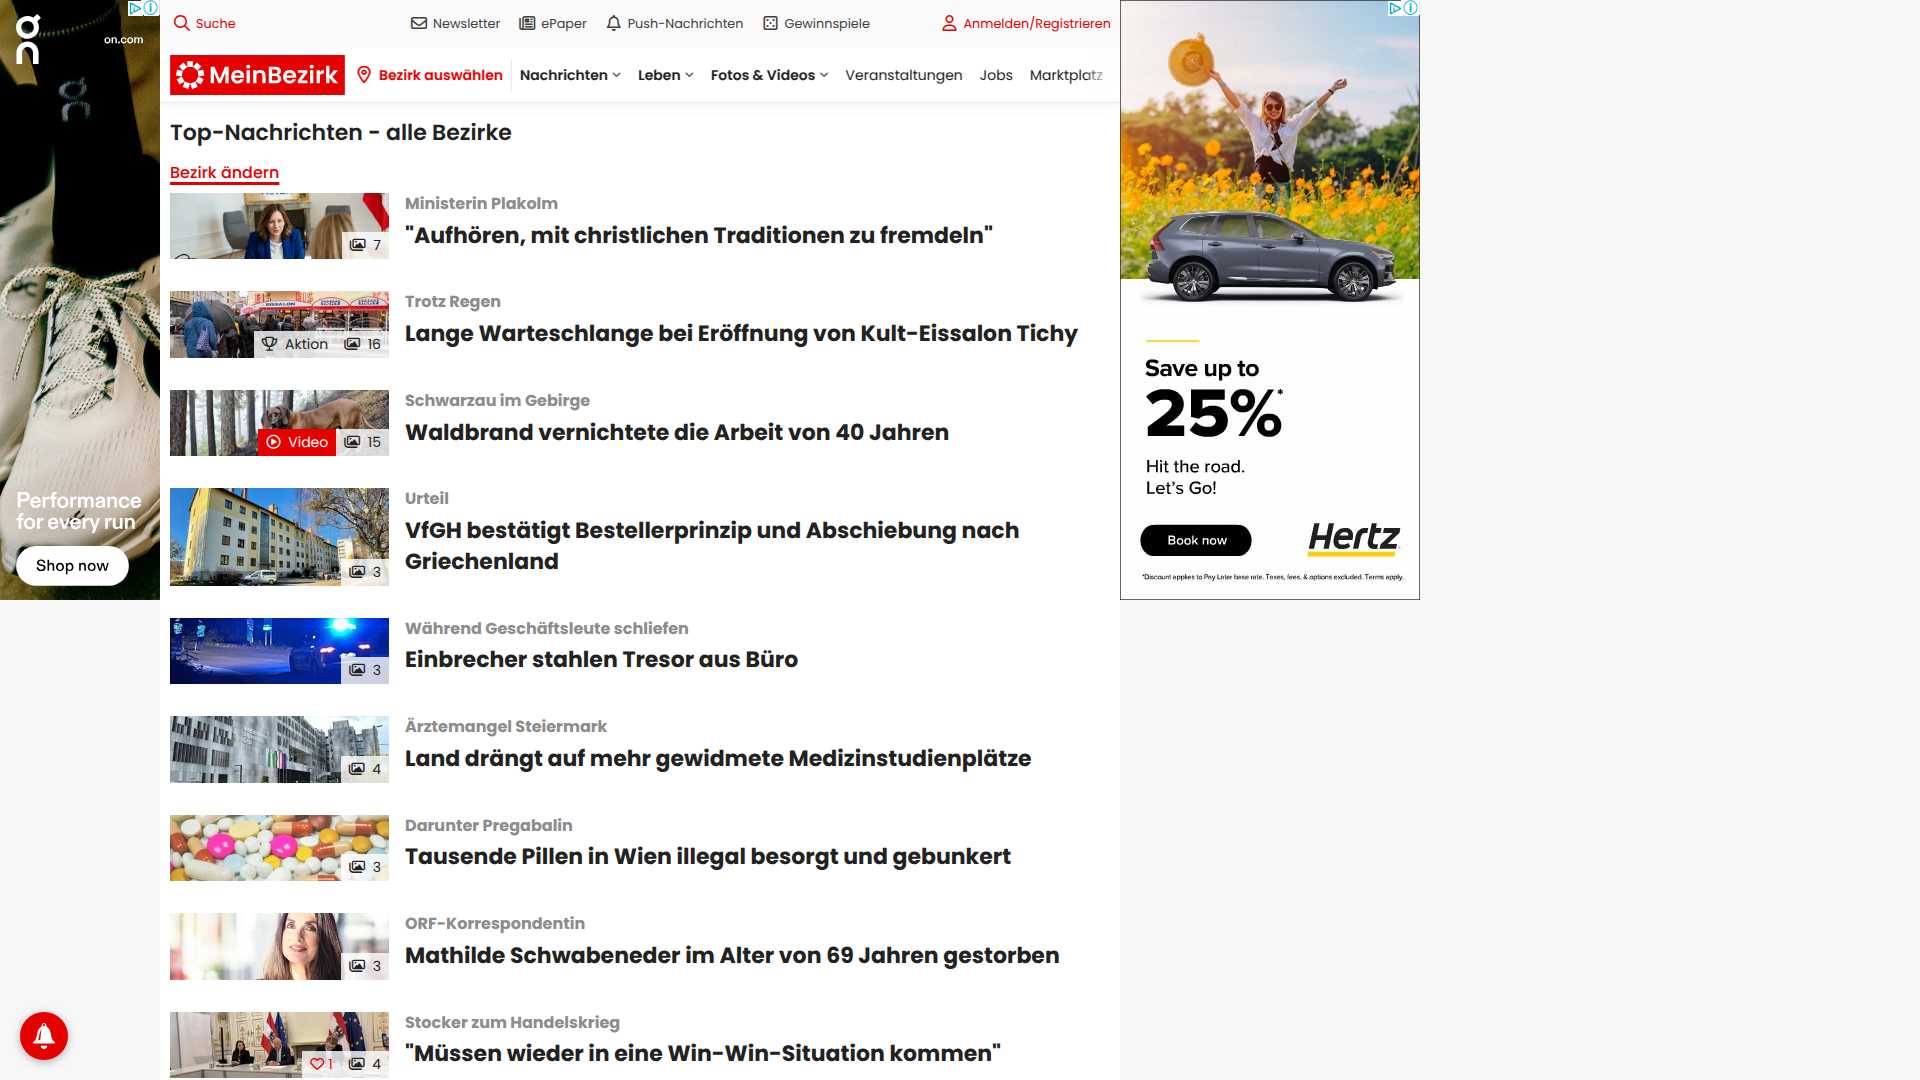 on.com
Performance
for every run
Shop now
Suche
Newsletter
ePaper
Push-Nachrichten
Gewinnspiele
Anmelden/Registrieren
MeinBezirk
Bezirk auswählen
Nachrichten
Leben
Fotos & Videos
Veranstaltungen
Jobs
Marktplatz
Top-Nachrichten - alle Bezirke
Bezirk ändern
7
Ministerin Plakolm
"Aufhören, mit christlichen Traditionen zu fremdeln"
Aktion 16
Trotz Regen
Lange Warteschlange bei Eröffnung von Kult-Eissalon Tichy
Video 15
Schwarzau im Gebirge
Waldbrand vernichtete die Arbeit von 40 Jahren
3
Urteil
VfGH bestätigt Bestellerprinzip und Abschiebung nach
Griechenland
3
Während Geschäftsleute schliefen
Einbrecher stahlen Tresor aus Büro
4
Ärztemangel Steiermark
Land drängt auf mehr gewidmete Medizinstudienplätze
3
Darunter Pregabalin
Tausende Pillen in Wien illegal besorgt und gebunkert
3
ORF-Korrespondentin
Mathilde Schwabeneder im Alter von 69 Jahren gestorben
1 4
Stocker zum Handelskrieg
"Müssen wieder in eine Win-Win-Situation kommen"
Save up to
25%*
Hit the road.
Let's Go!
Book now
Hertz
*Discount applies to Pay Later base rate. Taxes, fees, & options excluded. Terms apply.